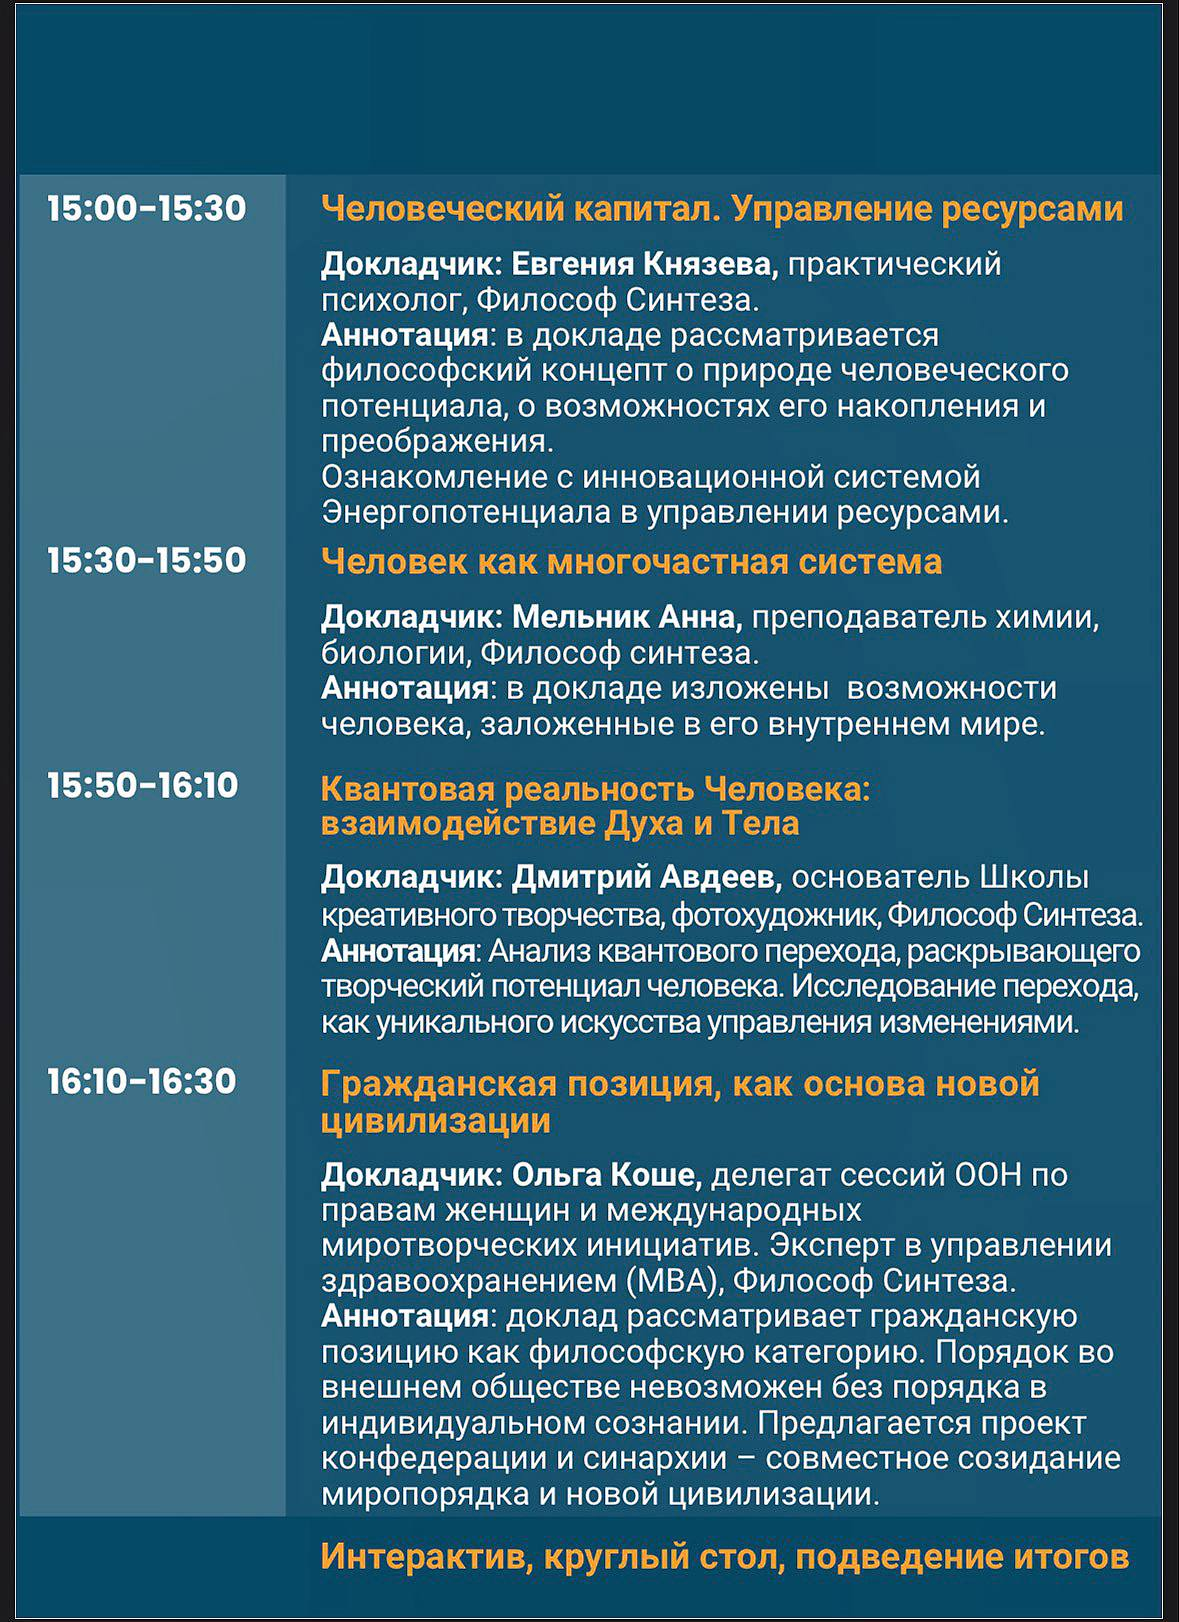 15:00-15:30
Человеческий капитал. Управление ресурсами
Докладчик: Евгения Князева, практический
психолог, Философ Синтеза.
Аннотация: в докладе рассматривается
философский концепт о природе человеческого
потенциала, о возможностях его накопления и
преображения.
Ознакомление с инновационной системой
Энергопотенциала в управлении ресурсами.
15:30-15:50
Человек как многочастная система
Докладчик: Мельник Анна, преподаватель химии,
биологии, Философ синтеза.
Аннотация: в докладе изложены возможности
человека, заложенные в его внутреннем мире.
15:50-16:10
Квантовая реальность Человека:
взаимодействие Духа и Тела
Докладчик: Дмитрий Авдеев, основатель Школы
креативного творчества, фотохудожник, Философ Синтеза.
Аннотация: Анализ квантового перехода, раскрывающего
творческий потенциал человека. Исследование перехода,
как уникального искусства управления изменениями.
16:10-16:30
Гражданская позиция, как основа новой
цивилизации
Докладчик: Ольга Коше, делегат сессий ООН по
правам женщин и международных
миротворческих инициатив. Эксперт в управлении
здравоохранением (МВА), Философ Синтеза.
Аннотация: доклад рассматривает гражданскую
позицию как философскую категорию. Порядок во
внешнем обществе невозможен без порядка в
индивидуальном сознании. Предлагается проект
конфедерации и синархии – совместное созидание
миропорядка и новой цивилизации.
Интерактив, круглый стол, подведение итогов